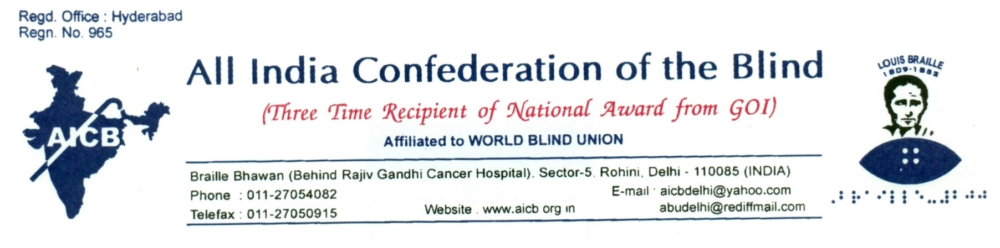 Regd. Office : Hyderabad
Regn. No. 965
All India Confederation of the Blind
(Three Time Recipient of National Award from GOI)
Affiliated to WORLD BLIND UNION
AICB
LOUIS BRAILLE
1809-1852
Braille Bhawan (Behind Rajiv Gandhi Cancer Hospital), Sector-5, Rohini, Delhi - 110085 (INDIA)
Phone : 011-27054082
Telefax : 011-27050915
Website . www.aicb org in
E-mail : aicbdelhi@yahoo.com
abudelhi@rediffmail.com